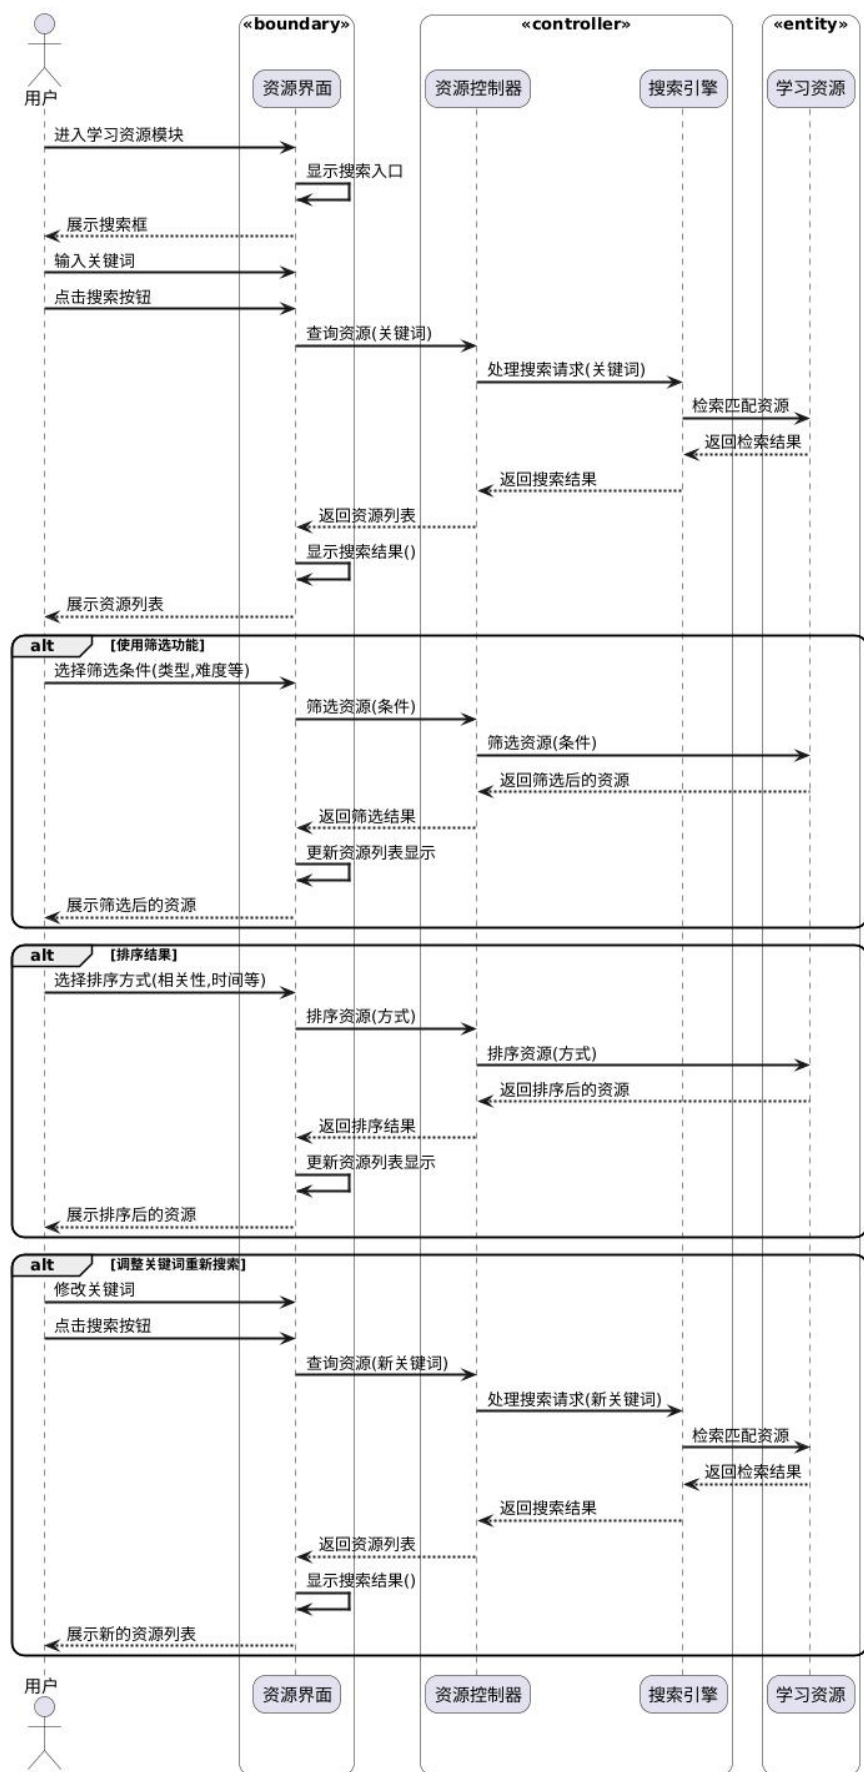 «boundary»
«controller»
«entity»
用户
资源界面
资源控制器
搜索引擎
学习资源
进入学习资源模块
显示搜索入口
展示搜索框
输入关键词
点击搜索按钮
查询资源(关键词)
处理搜索请求(关键词)
检索匹配资源
返回检索结果
返回搜索结果
返回资源列表
显示搜索结果()
展示资源列表
alt [使用筛选功能]
选择筛选条件(类型,难度等)
筛选资源(条件)
筛选资源(条件)
返回筛选后的资源
返回筛选结果
更新资源列表显示
展示筛选后的资源
alt [排序结果]
选择排序方式(相关性,时间等)
排序资源(方式)
排序资源(方式)
返回排序后的资源
返回排序结果
更新资源列表显示
展示排序后的资源
alt [调整关键词重新搜索]
修改关键词
点击搜索按钮
查询资源(新关键词)
处理搜索请求(新关键词)
检索匹配资源
返回检索结果
返回搜索结果
返回资源列表
显示搜索结果()
展示新的资源列表
用户
资源界面
资源控制器
搜索引擎
学习资源